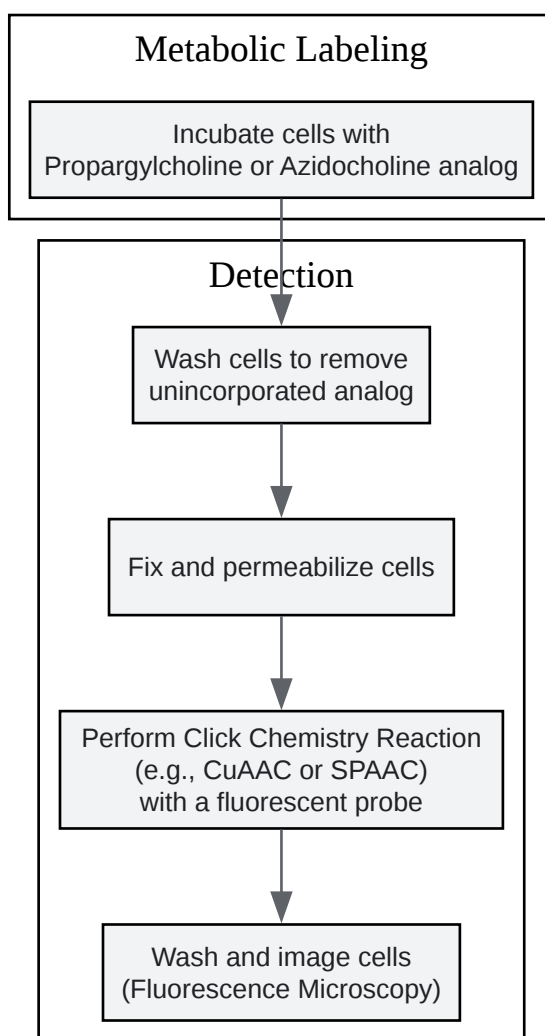 Metabolic Labeling
Incubate cells with
Propargylcholine or Azidocholine analog
Detection
Wash cells to remove
unincorporated analog
Fix and permeabilize cells
Perform Click Chemistry Reaction
(e.g., CuAAC or SPAAC)
with a fluorescent probe
Wash and image cells
(Fluorescence Microscopy)